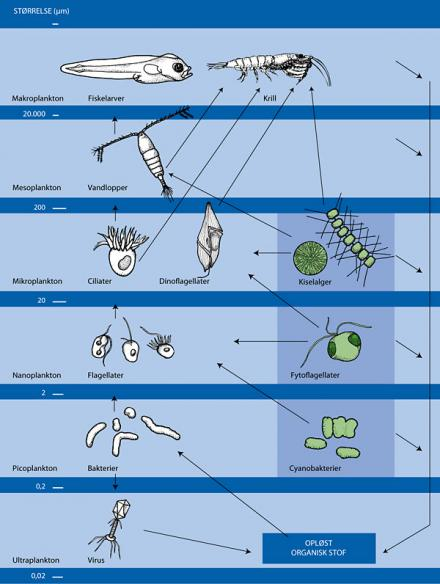 STØRRELSE (µm)
Makroplankton Fiskelarver Krill
20.000
Mesoplankton Vandlopper
200
Mikroplankton Ciliater Dinoflagellater Kiselalger
20
Nanoplankton Flagellater Fytoflagellater
2
Picoplankton Bakterier Cyanobakterier
0,2
OPLØST
ORGANISK STOF
Ultraplankton Virus
0,02